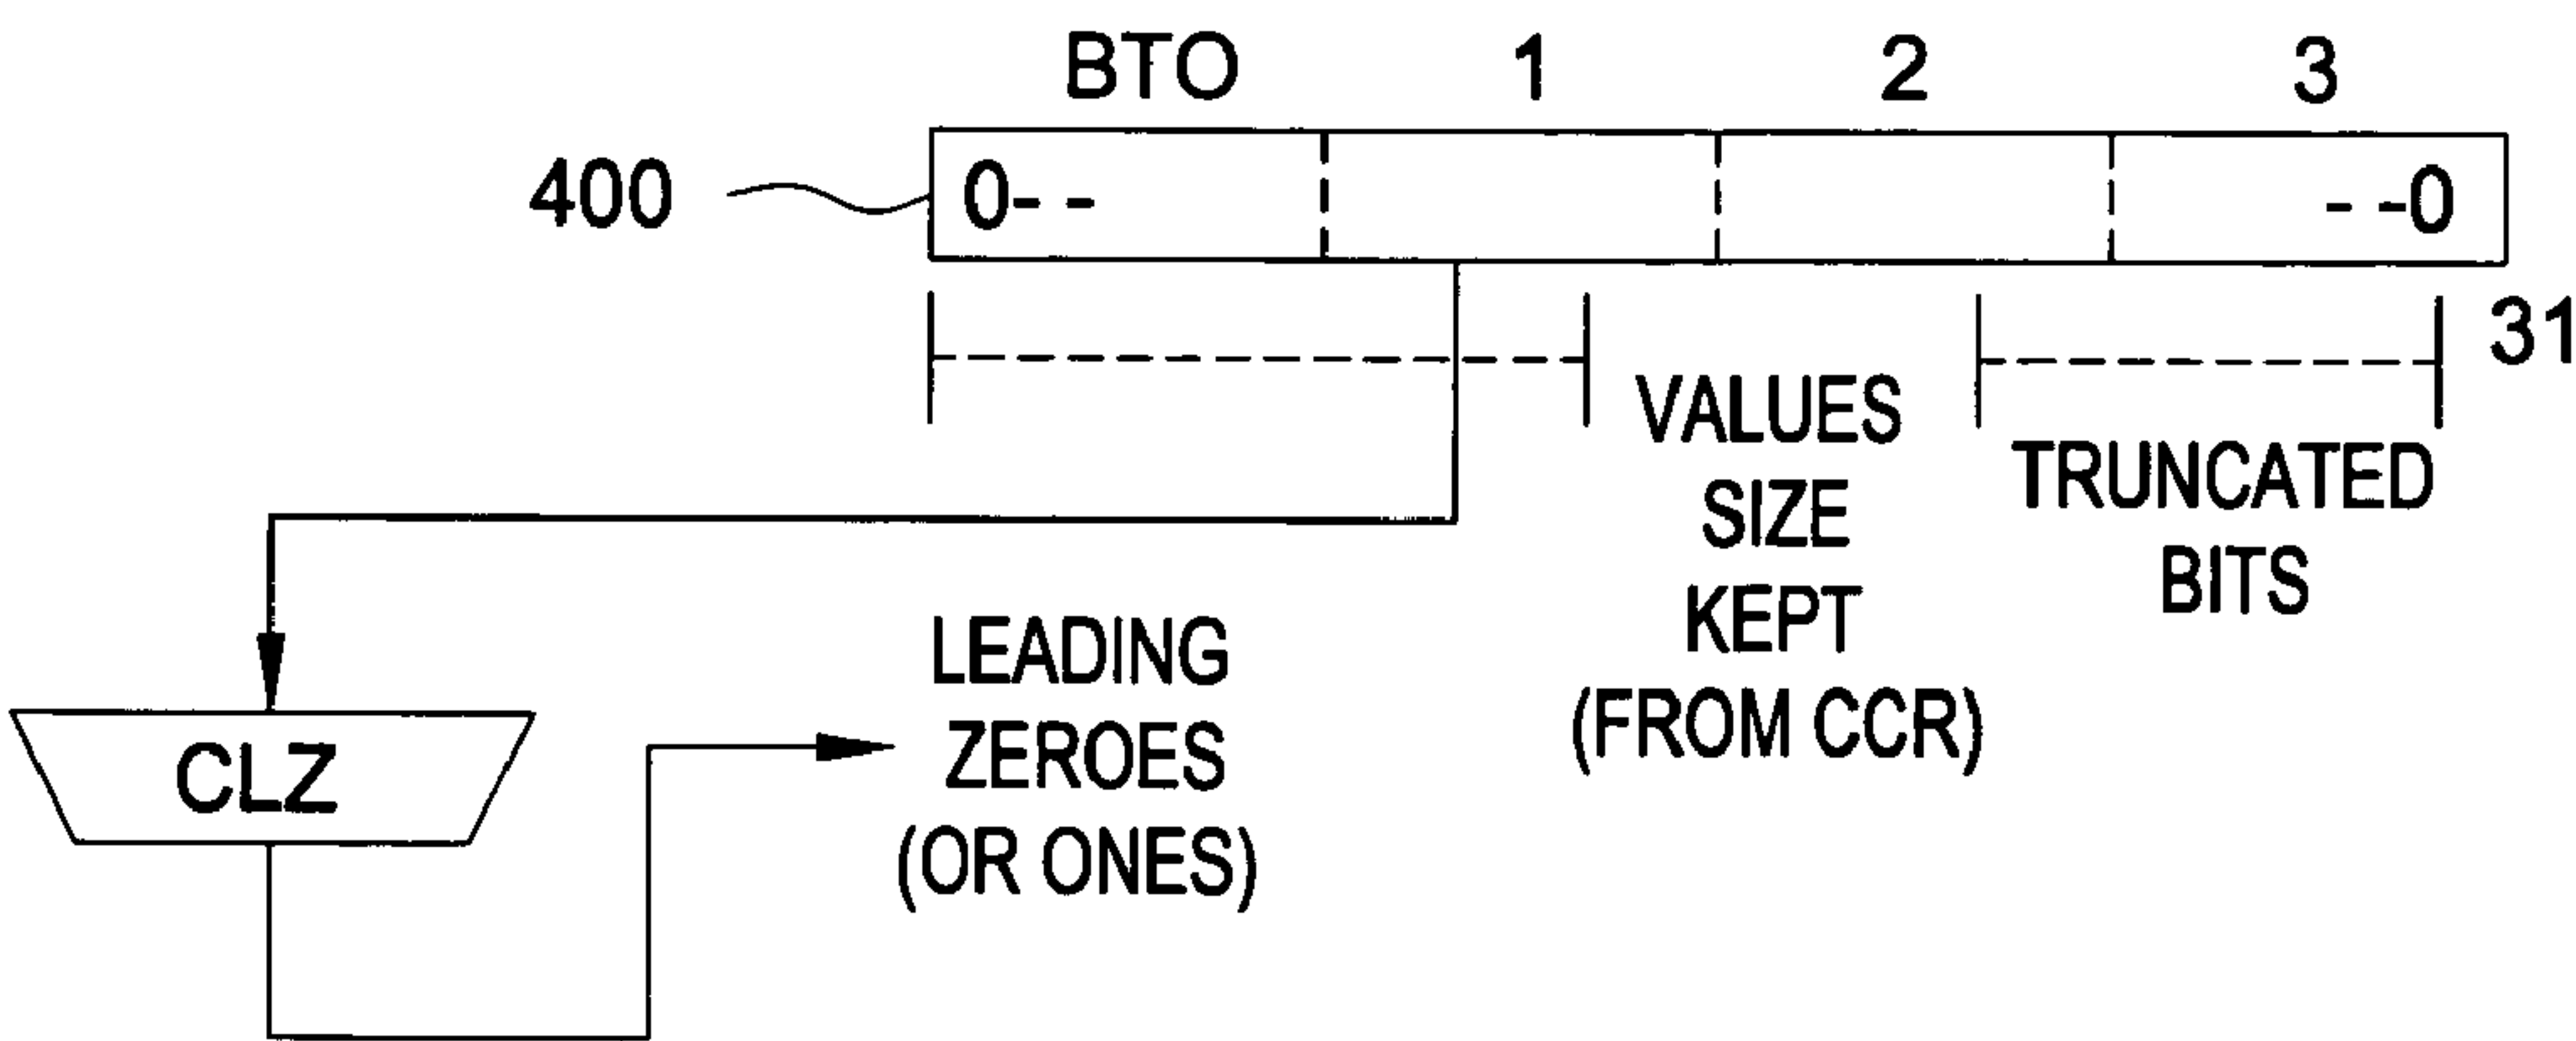 BTO 1 2 3
400 0-- --0
31
VALUES
SIZE
KEPT
(FROM CCR)
TRUNCATED
BITS
LEADING
ZEROES
(OR ONES)
CLZ